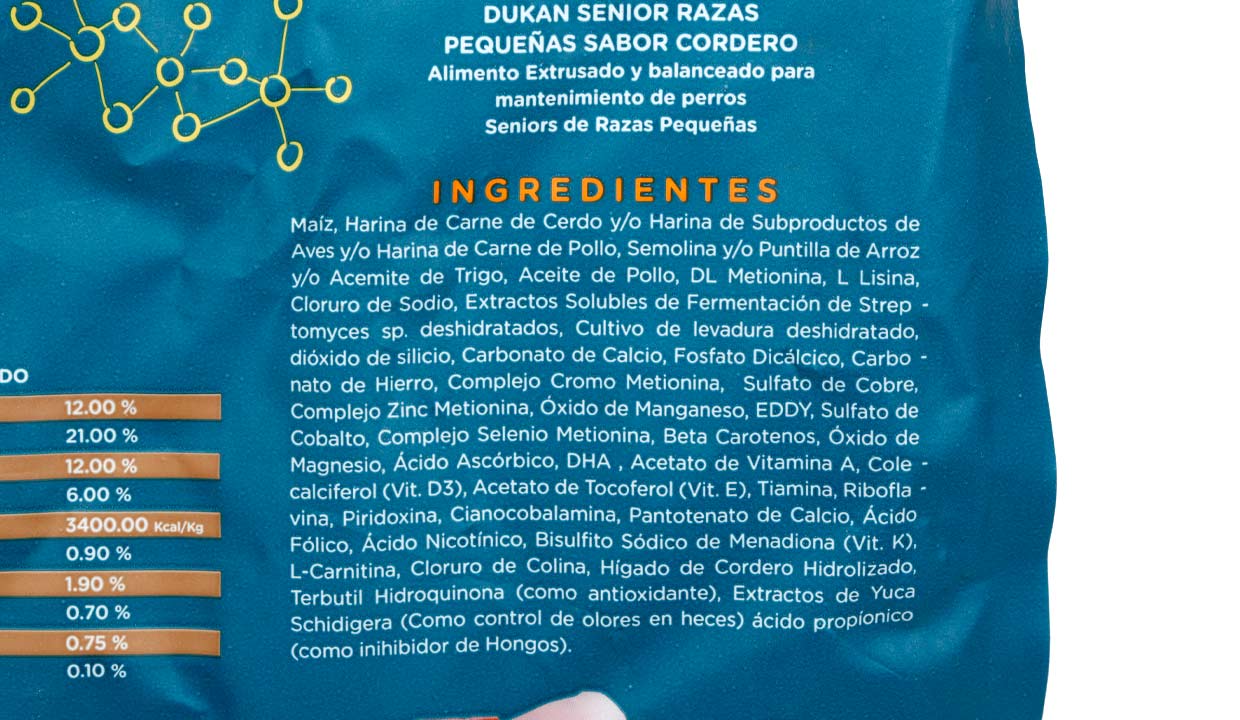 DUKAN SENIOR RAZAS
PEQUEÑAS SABOR CORDERO
Alimento Extrusado y balanceado para
mantenimiento de perros
Seniors de Razas Pequeñas
INGREDIENTES
Maíz, Harina de Carne de Cerdo y/o Harina de Subproductos de
Aves y/o Harina de Carne de Pollo, Semolina y/o Puntilla de Arroz
y/o Acemite de Trigo, Aceite de Pollo, DL Metionina, L Lisina,
Cloruro de Sodio, Extractos Solubles de Fermentación de Strep -
tomyces sp. deshidratados, Cultivo de levadura deshidratado,
dióxido de silicio, Carbonato de Calcio, Fosfato Dicálcico, Carbo -
nato de Hierro, Complejo Cromo Metionina, Sulfato de Cobre,
Complejo Zinc Metionina, Óxido de Manganeso, EDDY, Sulfato de
Cobalto, Complejo Selenio Metionina, Beta Carotenos, Óxido de
Magnesio, Ácido Ascórbico, DHA , Acetato de Vitamina A, Cole -
calciferol (Vit. D3), Acetato de Tocoferol (Vit. E), Tiamina, Ribofla -
vina, Piridoxina, Cianocobalamina, Pantotenato de Calcio, Ácido
Fólico, Ácido Nicotínico, Bisulfito Sódico de Menadiona (Vit. K),
L-Carnitina, Cloruro de Colina, Hígado de Cordero Hidrolizado,
Terbutil Hidroquinona (como antioxidante), Extractos de Yuca
Schidigera (Como control de olores en heces) ácido propíonico
(como inihibidor de Hongos).
DO
12.00 %
21.00 %
12.00 %
6.00 %
3400.00 Kcal/Kg
0.90 %
1.90 %
0.70 %
0.75 %
0.10 %